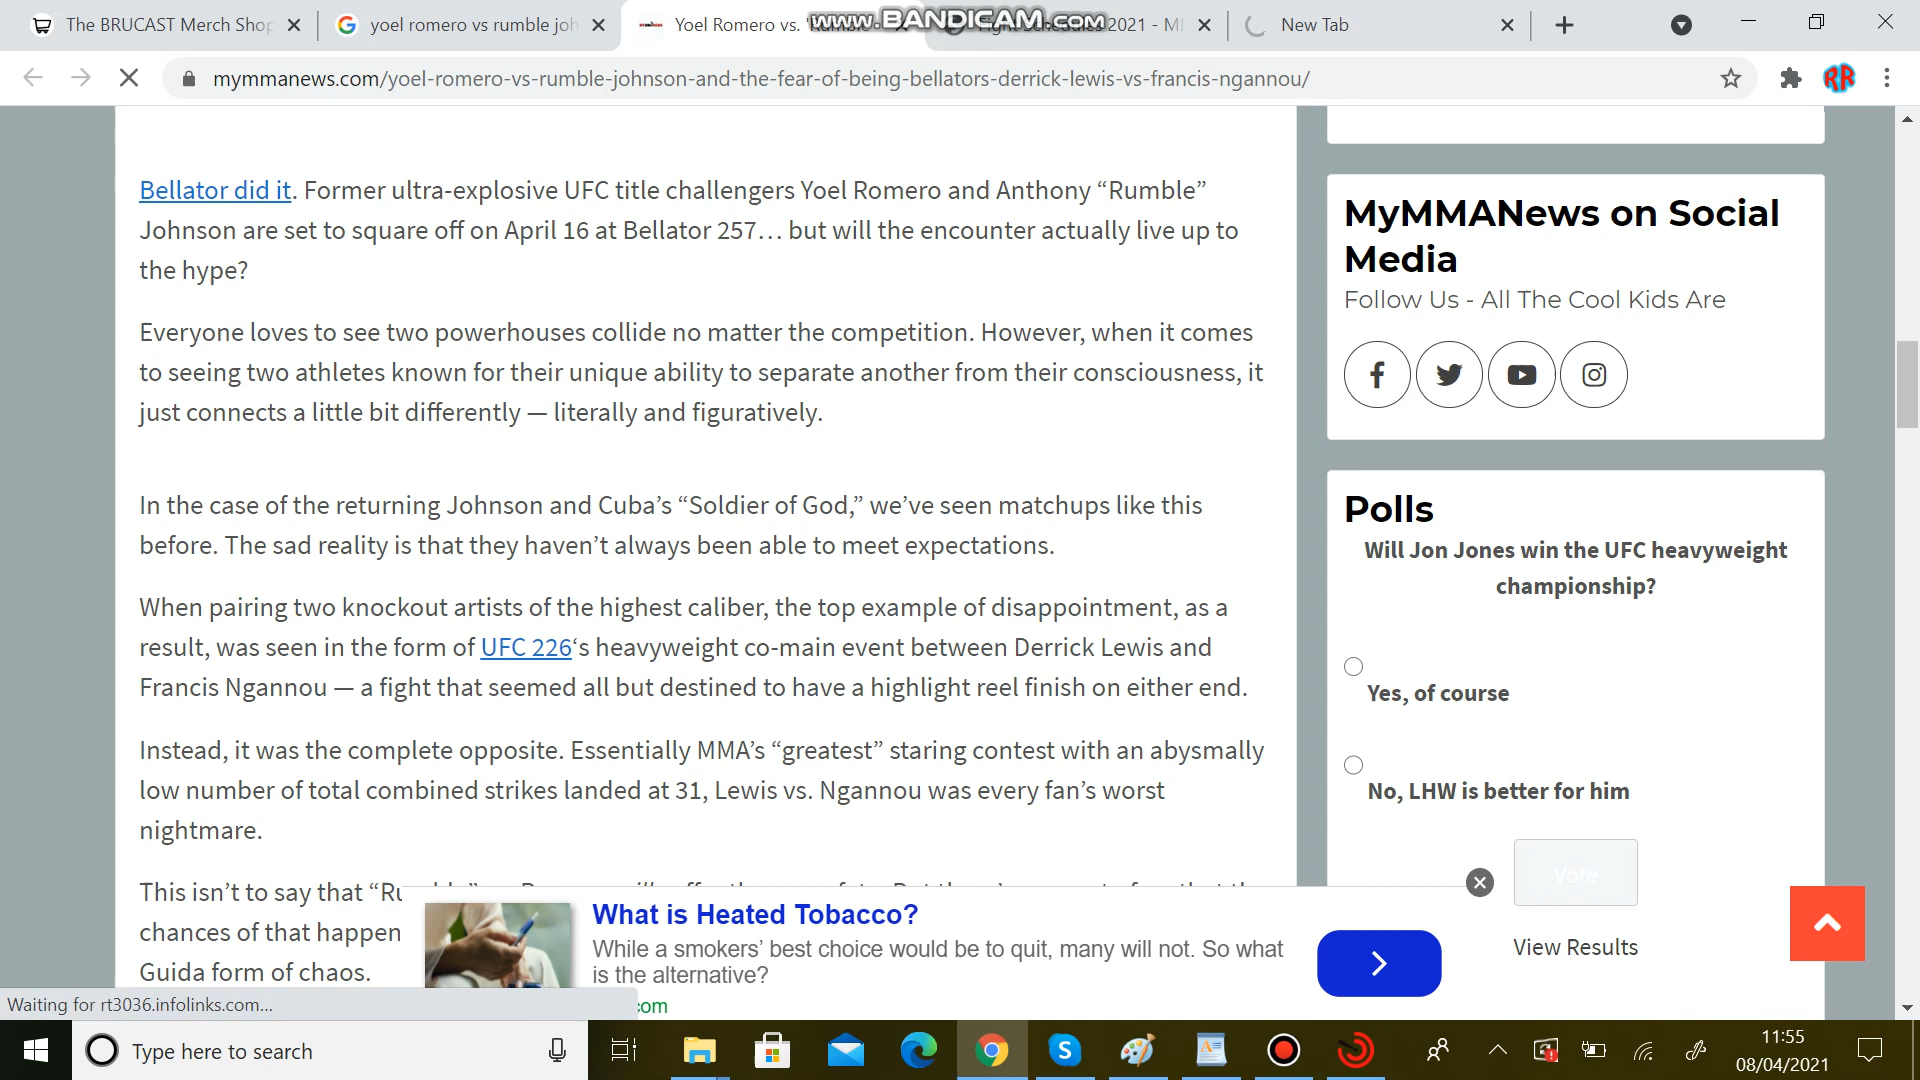 The BRUCAST Merch Shop
yoel romero vs rumble joh
Yoel Romero vs. 'Rumble'
Fight Schedules 2021 - M
New Tab
www.BANDICAM.com
mymmanews.com/yoel-romero-vs-rumble-johnson-and-the-fear-of-being-bellators-derrick-lewis-vs-francis-ngannou/
RR
Bellator did it. Former ultra-explosive UFC title challengers Yoel Romero and Anthony “Rumble”
Johnson are set to square off on April 16 at Bellator 257… but will the encounter actually live up to
the hype?
Everyone loves to see two powerhouses collide no matter the competition. However, when it comes
to seeing two athletes known for their unique ability to separate another from their consciousness, it
just connects a little bit differently — literally and figuratively.
In the case of the returning Johnson and Cuba’s “Soldier of God,” we’ve seen matchups like this
before. The sad reality is that they haven’t always been able to meet expectations.
When pairing two knockout artists of the highest caliber, the top example of disappointment, as a
result, was seen in the form of UFC 226‘s heavyweight co-main event between Derrick Lewis and
Francis Ngannou — a fight that seemed all but destined to have a highlight reel finish on either end.
Instead, it was the complete opposite. Essentially MMA’s “greatest” staring contest with an abysmally
low number of total combined strikes landed at 31, Lewis vs. Ngannou was every fan’s worst
nightmare.
This isn’t to say that “Ru
chances of that happen
Guida form of chaos.
MyMMANews on Social
Media
Follow Us - All The Cool Kids Are
Polls
Will Jon Jones win the UFC heavyweight
championship?
Yes, of course
No, LHW is better for him
Vote
View Results
What is Heated Tobacco?
While a smokers’ best choice would be to quit, many will not. So what
is the alternative?
com
Waiting for rt3036.infolinks.com...
Type here to search
11:55
08/04/2021